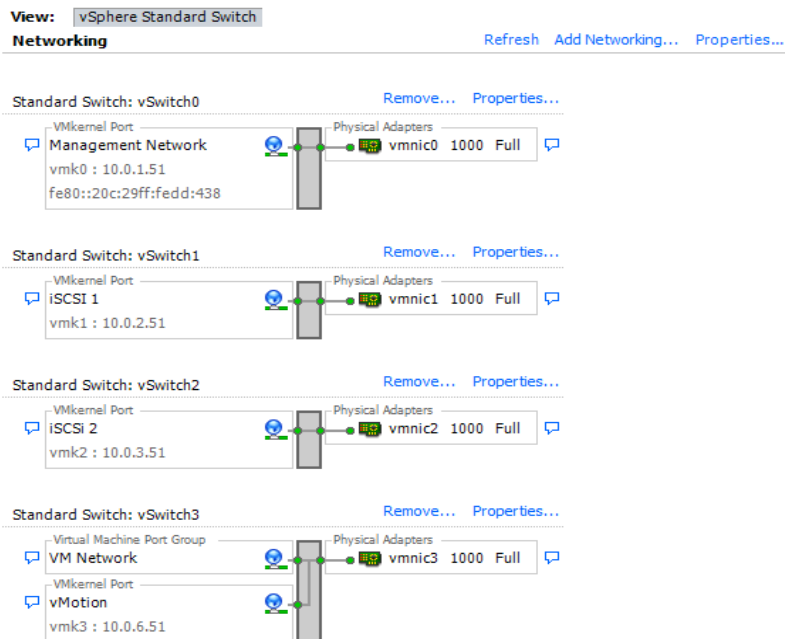 View: vSphere Standard Switch
Networking Refresh Add Networking... Properties...
Standard Switch: vSwitch0 Remove... Properties...
VMkernel Port Physical Adapters
Management Network vmnic0 1000 Full
vmk0 : 10.0.1.51
fe80::20c:29ff:fedd:438
Standard Switch: vSwitch1 Remove... Properties...
VMkernel Port Physical Adapters
iSCSI 1 vmnic1 1000 Full
vmk1 : 10.0.2.51
Standard Switch: vSwitch2 Remove... Properties...
VMkernel Port Physical Adapters
iSCSi 2 vmnic2 1000 Full
vmk2 : 10.0.3.51
Standard Switch: vSwitch3 Remove... Properties...
Virtual Machine Port Group Physical Adapters
VM Network vmnic3 1000 Full
VMkernel Port
vMotion
vmk3 : 10.0.6.51